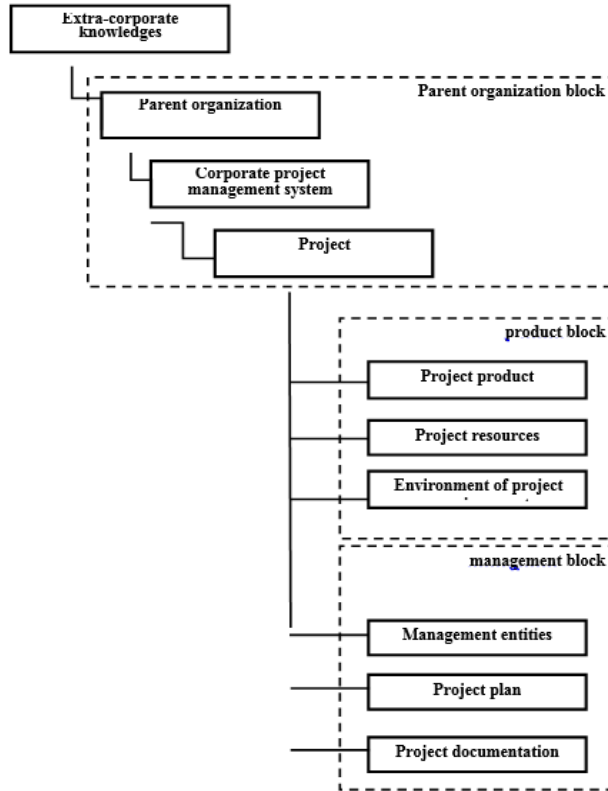 Extra-corporate
knowledges
Parent organization block
Parent organization
Corporate project
management system
Project
product block
Project product
Project resources
Environment of project
management block
Management entities
Project plan
Project documentation